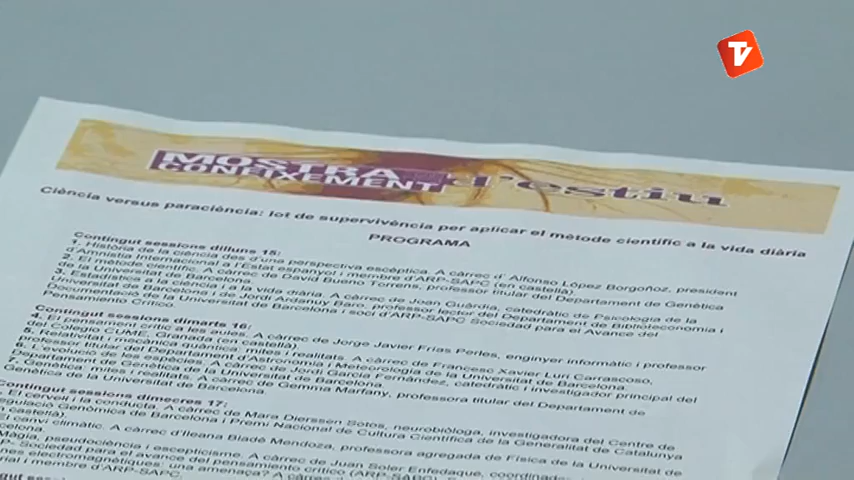 TV
MOSTRA
CONEIXEMENT d'estiu
Ciència versus paraciència: lot de supervivència per aplicar el mètode científic a la vida diària
PROGRAMA
Contingut sessions dilluns 15:
1. Història de la ciència des d'una perspectiva escèptica. A càrrec d' Alfonso López Borgoñoz, president
d'Amnistia Internacional a l'Estat espanyol i membre d'ARP-SAPC (en castellà).
2. El mètode científic. A càrrec de David Bueno Torrens, professor titular del Departament de Genètica
de la Universitat de Barcelona.
3. Estadística a la ciència i a la vida diària. A càrrec de Joan Guàrdia, catedràtic de Psicologia de la
Universitat de Barcelona i Jordi Ardanuy Baró, professor lector del Departament de Biblioteconomia i
Documentació de la Universitat de Barcelona i soci d'ARP-SAPC Sociedad para el Avance del
Pensamiento Crítico.
Contingut sessions dimarts 16:
4. El pensament crític a les aules. A càrrec de Jorge Javier Frías Perles, enginyer informàtic i professor
del Colegio CUME, Granada (en castellà).
5. Relativitat i mecànica quàntica: mites i realitats. A càrrec de Francesc Xavier Luri Carrascoso,
professor titular del Departament d'Astronomia i Meteorologia de la Universitat de Barcelona.
6. L'evolució de les espècies. A càrrec de Jordi García Fernández, catedràtic i investigador principal del
Departament de Genètica de la Universitat de Barcelona.
7. Genètica: mites i realitats. A càrrec de Gemma Marfany, professora titular del Departament de
Genètica de la Universitat de Barcelona.
Contingut sessions dimecres 17:
El cervell i la Conducta. A càrrec de Mara Dierssen Sotos, neurobiòloga, investigadora del Centre de
Regulació Genòmica de Barcelona i Premi Nacional de Cultura Científica de la Generalitat de Catalunya
castellà).
El canvi climàtic. A càrrec d'Ileana Bladé Mendoza, professora agregada de Física de la Universitat de
Màgia, pseudociència i escepticisme. A càrrec de Juan Soler Enfedaque, coordinador
Sociedad para el avance del pensamiento crítico
electromagnètiques: una amenaça? A càrrec
i membre d'ARP-SAPC.